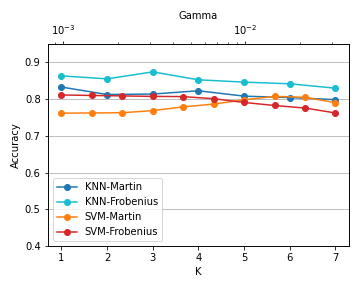 Gamma
10⁻³ 10⁻²
Accuracy
0.9
0.8
0.7
0.6
0.5
0.4
KNN-Martin
KNN-Frobenius
SVM-Martin
SVM-Frobenius
1 2 3 4 5 6 7
K